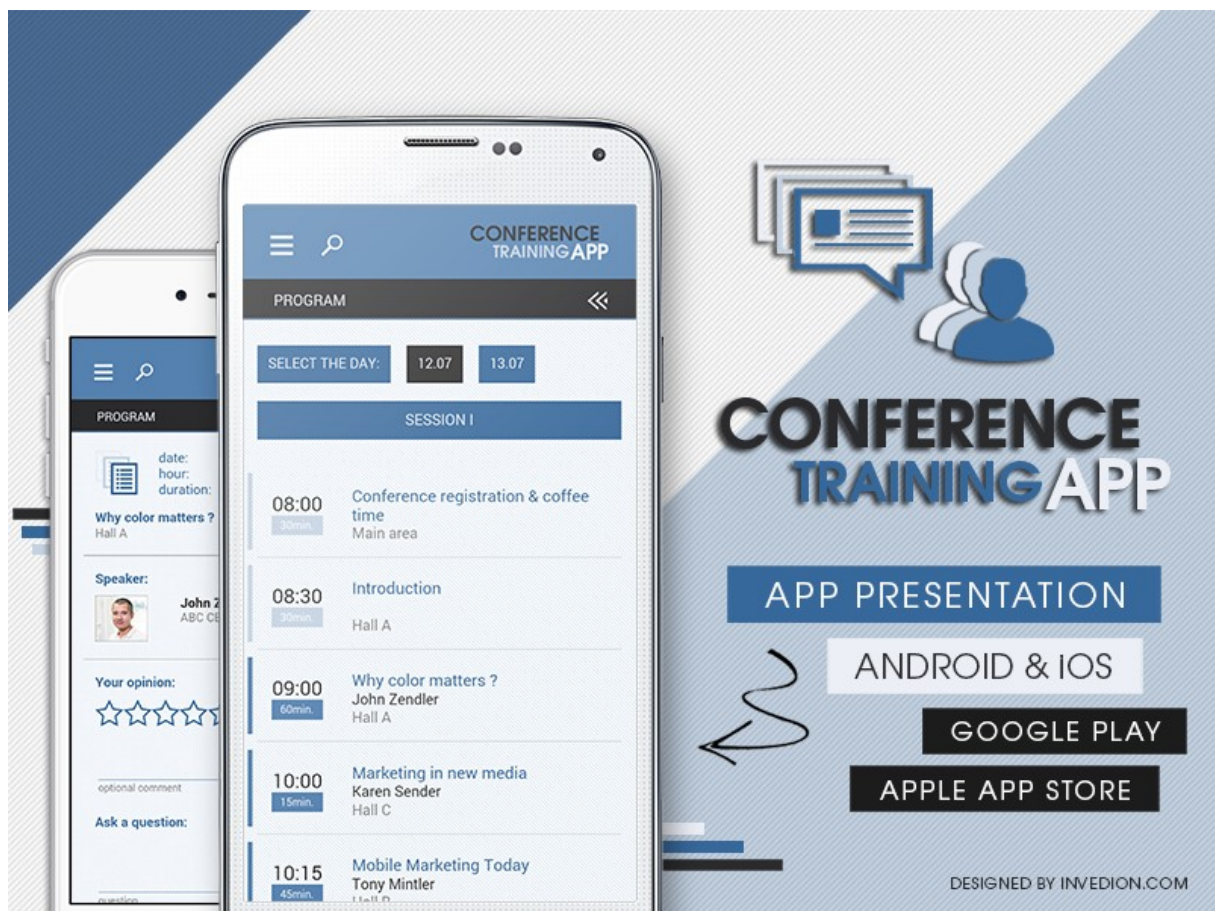 CONFERENCE
TRAINING APP
PROGRAM
SELECT THE DAY:
12.07
13.07
SESSION I
08:00
30min.
Conference registration & coffee
time
Main area
08:30
30min.
Introduction
Hall A
09:00
60min.
Why color matters ?
John Zendler
Hall A
10:00
15min.
Marketing in new media
Karen Sender
Hall C
10:15
45min.
Mobile Marketing Today
Tony Mintler
PROGRAM
date:
hour:
duration:
Why color matters ?
Hall A
Speaker:
John
ABC
Your opinion:
optional comment
Ask a question:
question
CONFERENCE
TRAINING APP
APP PRESENTATION
ANDROID & iOS
GOOGLE PLAY
APPLE APP STORE
DESIGNED BY INVEDION.COM